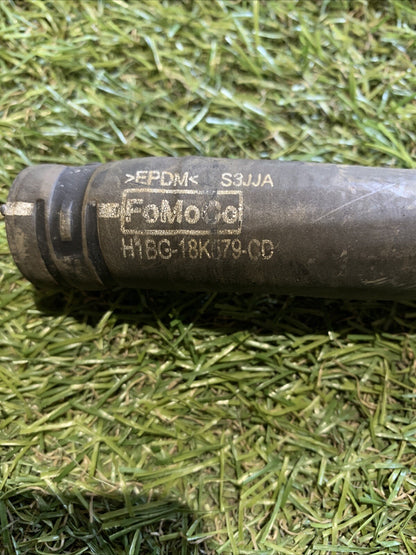 >EPDM< S3JJA
FoMoCo
H1BG-18K579-CD